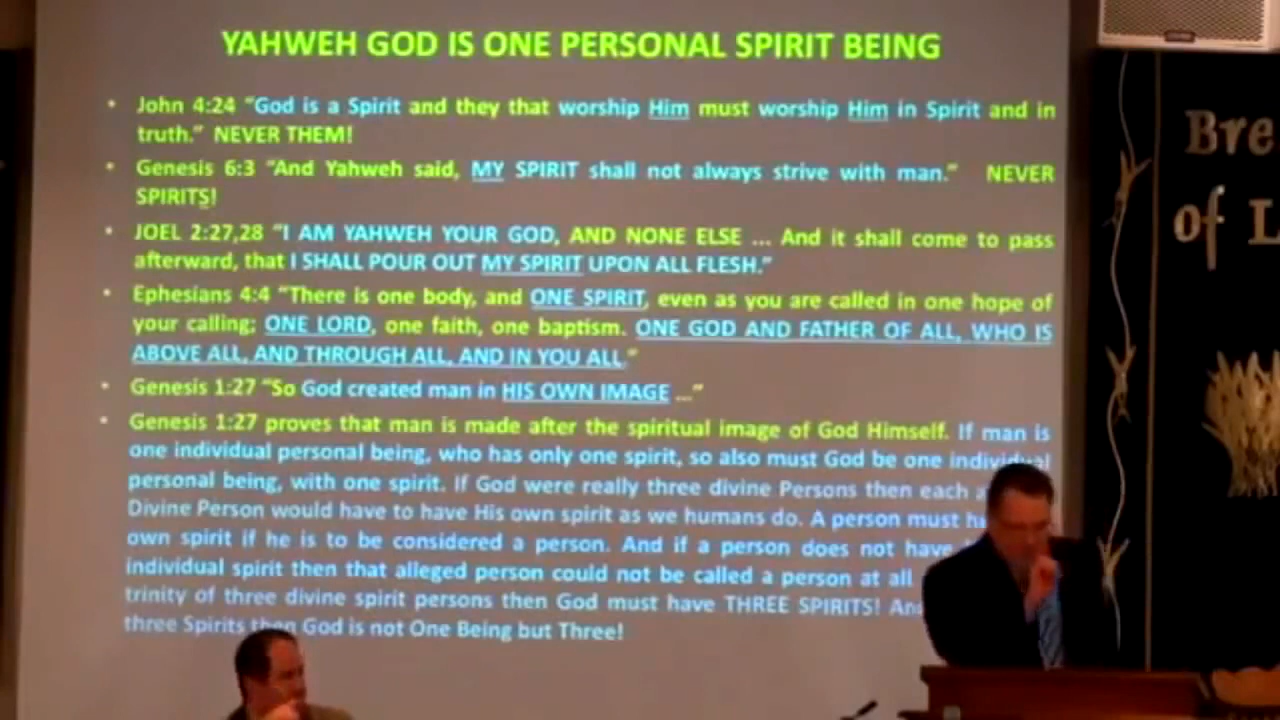 YAHWEH GOD IS ONE PERSONAL SPIRIT BEING
• John 4:24 “God is a Spirit and they that worship Him must worship Him in Spirit and in
truth.” NEVER THEM!
• Genesis 6:3 “And Yahweh said, MY SPIRIT shall not always strive with man.” NEVER
SPIRITS!
• JOEL 2:27,28 “I AM YAHWEH YOUR GOD, AND NONE ELSE ... And it shall come to pass
afterward, that I SHALL POUR OUT MY SPIRIT UPON ALL FLESH.”
• Ephesians 4:4 “There is one body, and ONE SPIRIT, even as you are called in one hope of
your calling; ONE LORD, one faith, one baptism. ONE GOD AND FATHER OF ALL, WHO IS
ABOVE ALL, AND THROUGH ALL, AND IN YOU ALL.”
• Genesis 1:27 “So God created man in HIS OWN IMAGE ...”
• Genesis 1:27 proves that man is made after the spiritual image of God Himself. If man is
one individual personal being, who has only one spirit, so also must God be one individual
personal being, with one spirit. If God were really three divine Persons then each
Divine Person would have to have His own spirit as we humans do. A person must
own spirit if he is to be considered a person. And if a person does not have
individual spirit then that alleged person could not be called a person at all
trinity of three divine spirit persons then God must have THREE SPIRITS!
three Spirits then God is not One Being but Three!
Bre
of L